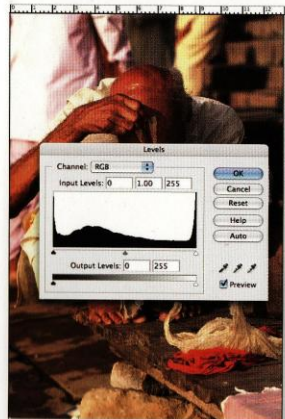 Levels
Channel: RGB
OK
Input Levels: 0 1.00 255
Cancel
Reset
Help
Auto
Output Levels: 0 255
Preview